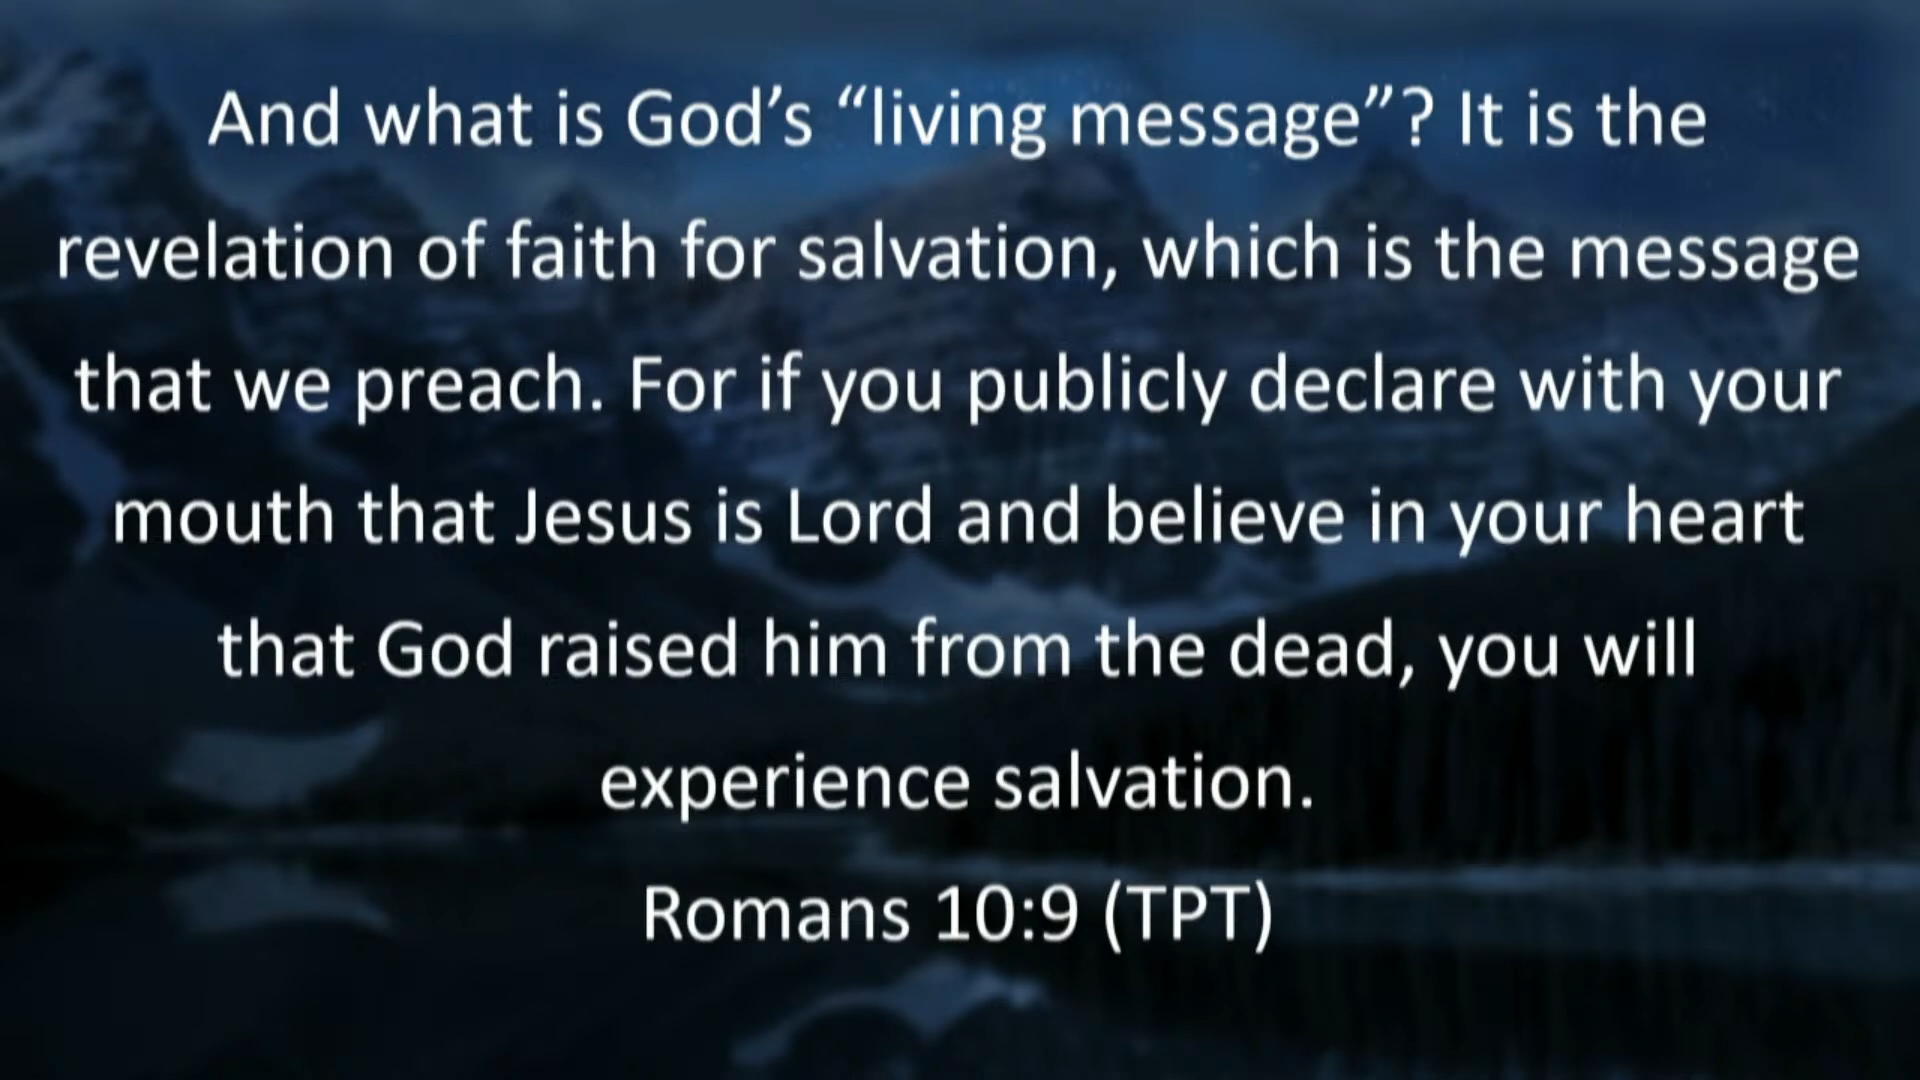 And what is God’s “living message”? It is the
revelation of faith for salvation, which is the message
that we preach. For if you publicly declare with your
mouth that Jesus is Lord and believe in your heart
that God raised him from the dead, you will
experience salvation.
Romans 10:9 (TPT)